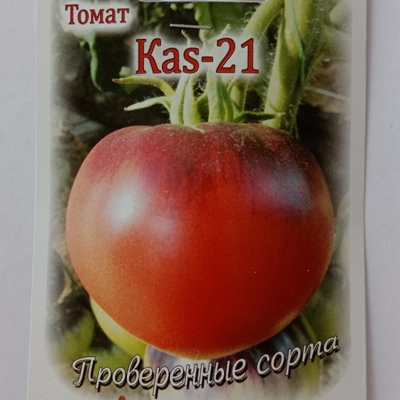 Томат
Kas-21
Проверенные сорта